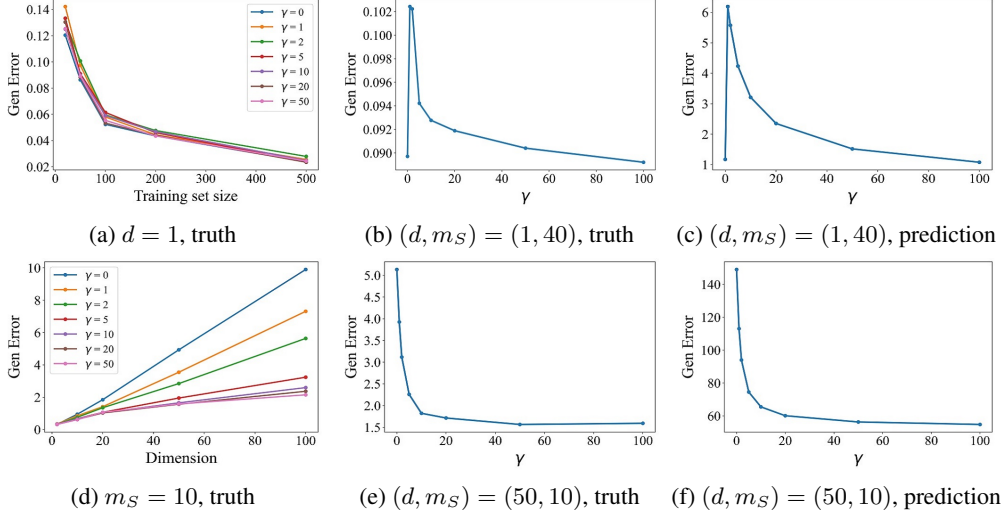 0.14
0.12
0.10
0.08
0.06
0.04
0.02
Gen Error
0
100
200
300
400
500
Training set size
γ = 0
γ = 1
γ = 2
γ = 5
γ = 10
γ = 20
γ = 50
(a) d = 1, truth
0.102
0.100
0.098
0.096
0.094
0.092
0.090
Gen Error
0
20
40
60
80
100
γ
(b) (d, m_S) = (1, 40), truth
6
5
4
3
2
1
Gen Error
0
20
40
60
80
100
γ
(c) (d, m_S) = (1, 40), prediction
10
8
6
4
2
0
Gen Error
0
20
40
60
80
100
Dimension
γ = 0
γ = 1
γ = 2
γ = 5
γ = 10
γ = 20
γ = 50
(d) m_S = 10, truth
5.0
4.5
4.0
3.5
3.0
2.5
2.0
1.5
Gen Error
0
20
40
60
80
100
γ
(e) (d, m_S) = (50, 10), truth
140
120
100
80
60
Gen Error
0
20
40
60
80
100
γ
(f) (d, m_S) = (50, 10), prediction